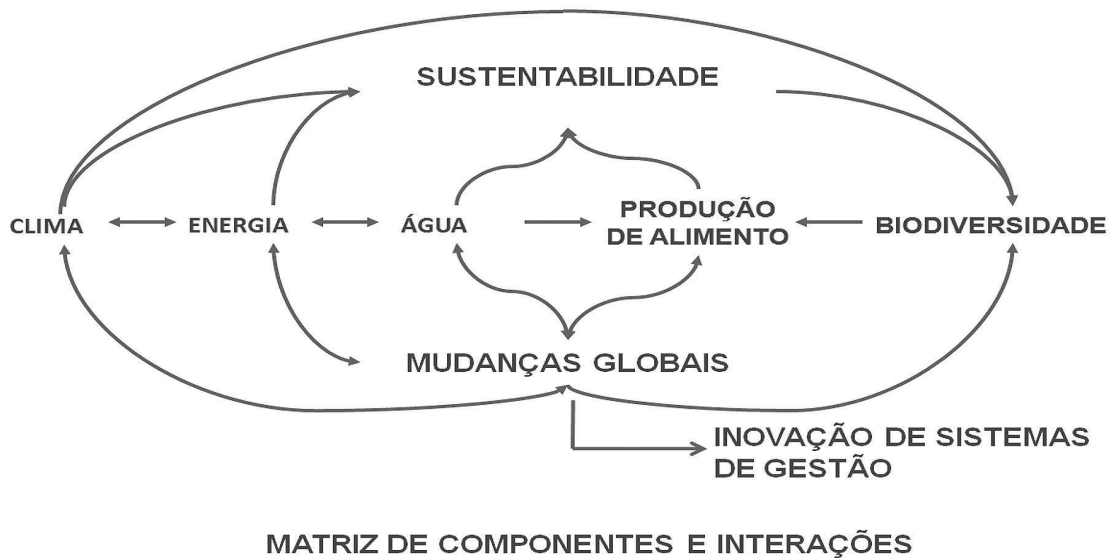 SUSTENTABILIDADE
CLIMA
ENERGIA
ÁGUA
PRODUÇÃO
DE ALIMENTO
BIODIVERSIDADE
MUDANÇAS GLOBAIS
INOVAÇÃO DE SISTEMAS
DE GESTÃO
MATRIZ DE COMPONENTES E INTERAÇÕES